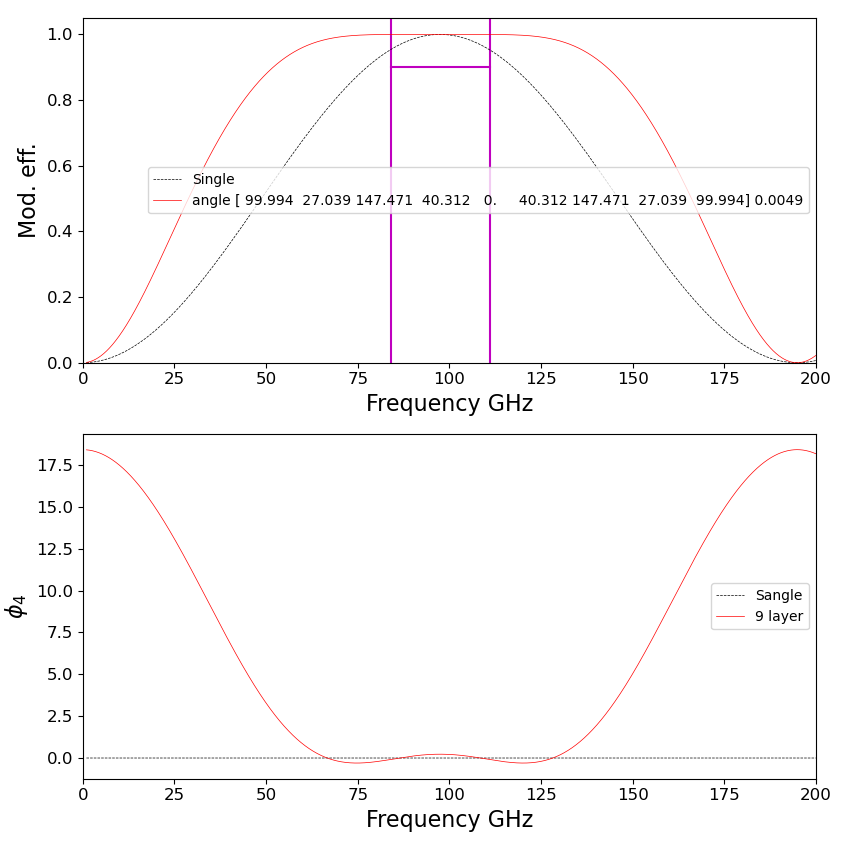 1.0
0.8
0.6
0.4
0.2
0.0
Mod. eff.
Single
angle [ 99.994 27.039 147.471 40.312 0. 40.312 147.471 27.039 99.994] 0.0049
0 25 50 75 100 125 150 175 200
Frequency GHz
17.5
15.0
12.5
10.0
7.5
5.0
2.5
0.0
ϕ4
Sangle
9 layer
0 25 50 75 100 125 150 175 200
Frequency GHz